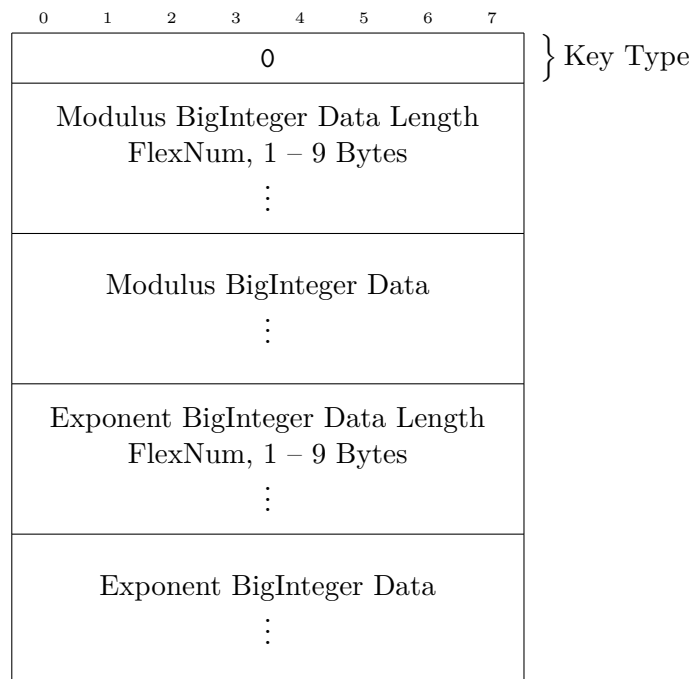 0 1 2 3 4 5 6 7
0
Key Type
Modulus BigInteger Data Length
FlexNum, 1 – 9 Bytes
⋮
Modulus BigInteger Data
⋮
Exponent BigInteger Data Length
FlexNum, 1 – 9 Bytes
⋮
Exponent BigInteger Data
⋮